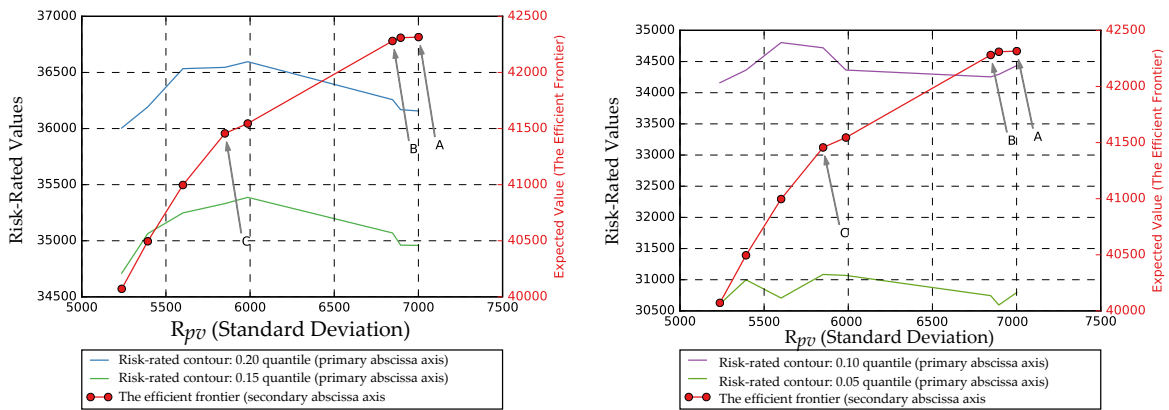 37000
36500
36000
35500
35000
34500
Risk-Rated Values
5000 5500 6000 6500 7000 7500
R_pv (Standard Deviation)
42500
42000
41500
41000
40500
40000
Expected Value (The Efficient Frontier)
A
B
C
Risk-rated contour: 0.20 quantile (primary abscissa axis)
Risk-rated contour: 0.15 quantile (primary abscissa axis)
The efficient frontier (secondary abscissa axis
35000
34500
34000
33500
33000
32500
32000
31500
31000
30500
Risk-Rated Values
5000 5500 6000 6500 7000 7500
R_pv (Standard Deviation)
42500
42000
41500
41000
40500
40000
Expected Value (The Efficient Frontier)
A
B
C
Risk-rated contour: 0.10 quantile (primary abscissa axis)
Risk-rated contour: 0.05 quantile (primary abscissa axis)
The efficient frontier (secondary abscissa axis